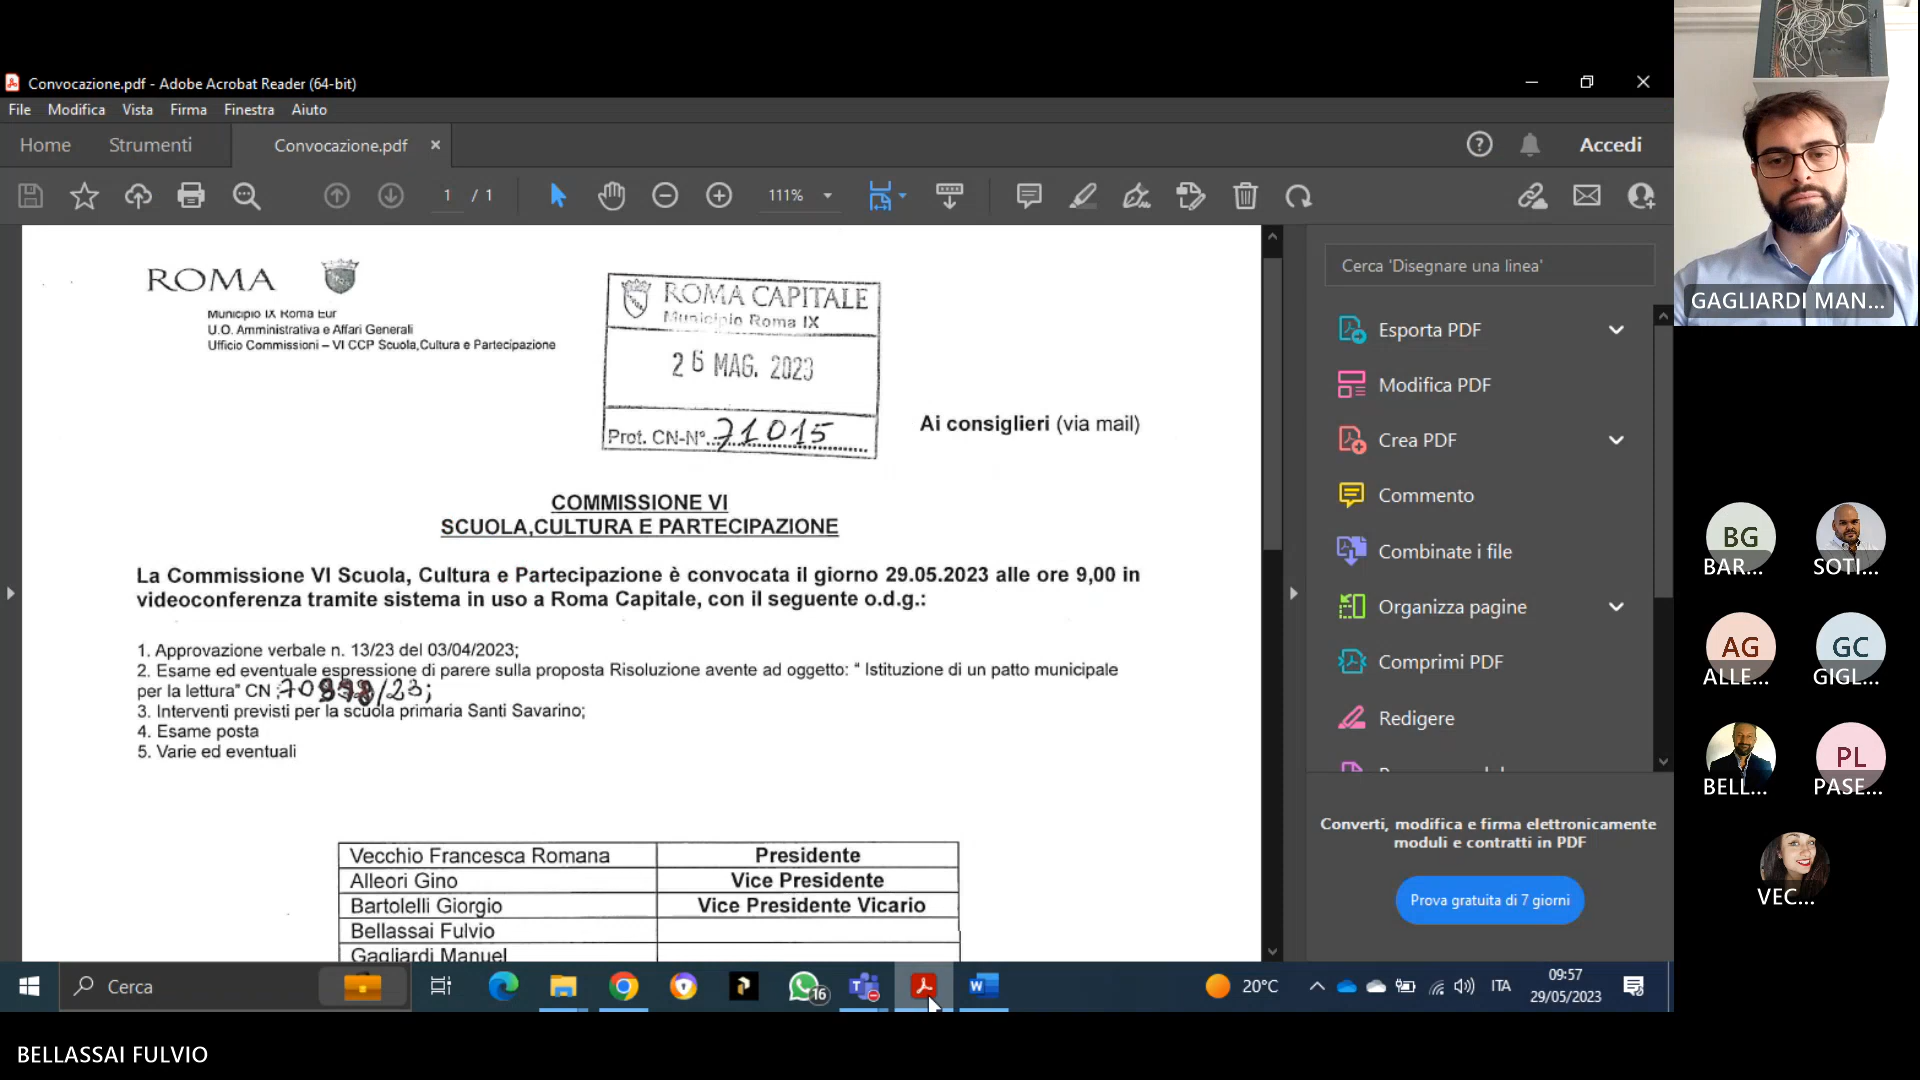 Convocazione.pdf - Adobe Acrobat Reader (64-bit)
File Modifica Vista Firma Finestra Aiuto
Home Strumenti Convocazione.pdf Accedi
1 / 1 111%
ROMA
Municipio IX Roma Eur
U.O. Amministrativa e Affari Generali
Ufficio Commissioni – VI CCP Scuola,Cultura e Partecipazione
ROMA CAPITALE
Municipio Roma IX
26 MAG. 2023
Prot. CN-N°. 71015
Ai consiglieri (via mail)
COMMISSIONE VI
SCUOLA,CULTURA E PARTECIPAZIONE
La Commissione VI Scuola, Cultura e Partecipazione è convocata il giorno 29.05.2023 alle ore 9,00 in
videoconferenza tramite sistema in uso a Roma Capitale, con il seguente o.d.g.:
1. Approvazione verbale n. 13/23 del 03/04/2023;
2. Esame ed eventuale espressione di parere sulla proposta Risoluzione avente ad oggetto: “ Istituzione di un patto municipale
per la lettura” CN
3. Interventi previsti per la scuola primaria Santi Savarino;
4. Esame posta
5. Varie ed eventuali
Vecchio Francesca Romana Presidente
Alleori Gino Vice Presidente
Bartolelli Giorgio Vice Presidente Vicario
Bellassai Fulvio
Gagliardi Manuel
Cerca 'Disegnare una linea'
Esporta PDF
Modifica PDF
Crea PDF
Commento
Combinate i file
Organizza pagine
Comprimi PDF
Redigere
Converti, modifica e firma elettronicamente
moduli e contratti in PDF
Prova gratuita di 7 giorni
GAGLIARDI MAN...
BG
BAR... SOTI...
AG GC
ALLE... GIGL...
PL
BELL... PASE...
VEC...
Cerca 16 20°C ITA 09:57
29/05/2023
BELLASSAI FULVIO